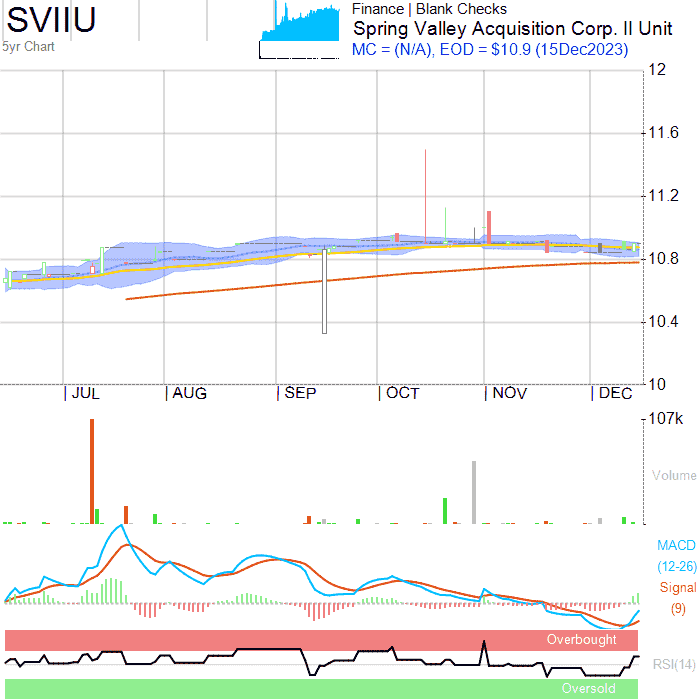 SVIIU
5yr Chart
Finance | Blank Checks
Spring Valley Acquisition Corp. II Unit
MC = (N/A), EOD = $10.9 (15Dec2023)
12
11.6
11.2
10.8
10.4
10
JUL
AUG
SEP
OCT
NOV
DEC
107k
Volume
MACD
(12-26)
Signal
(9)
Overbought
RSI(14)
Oversold